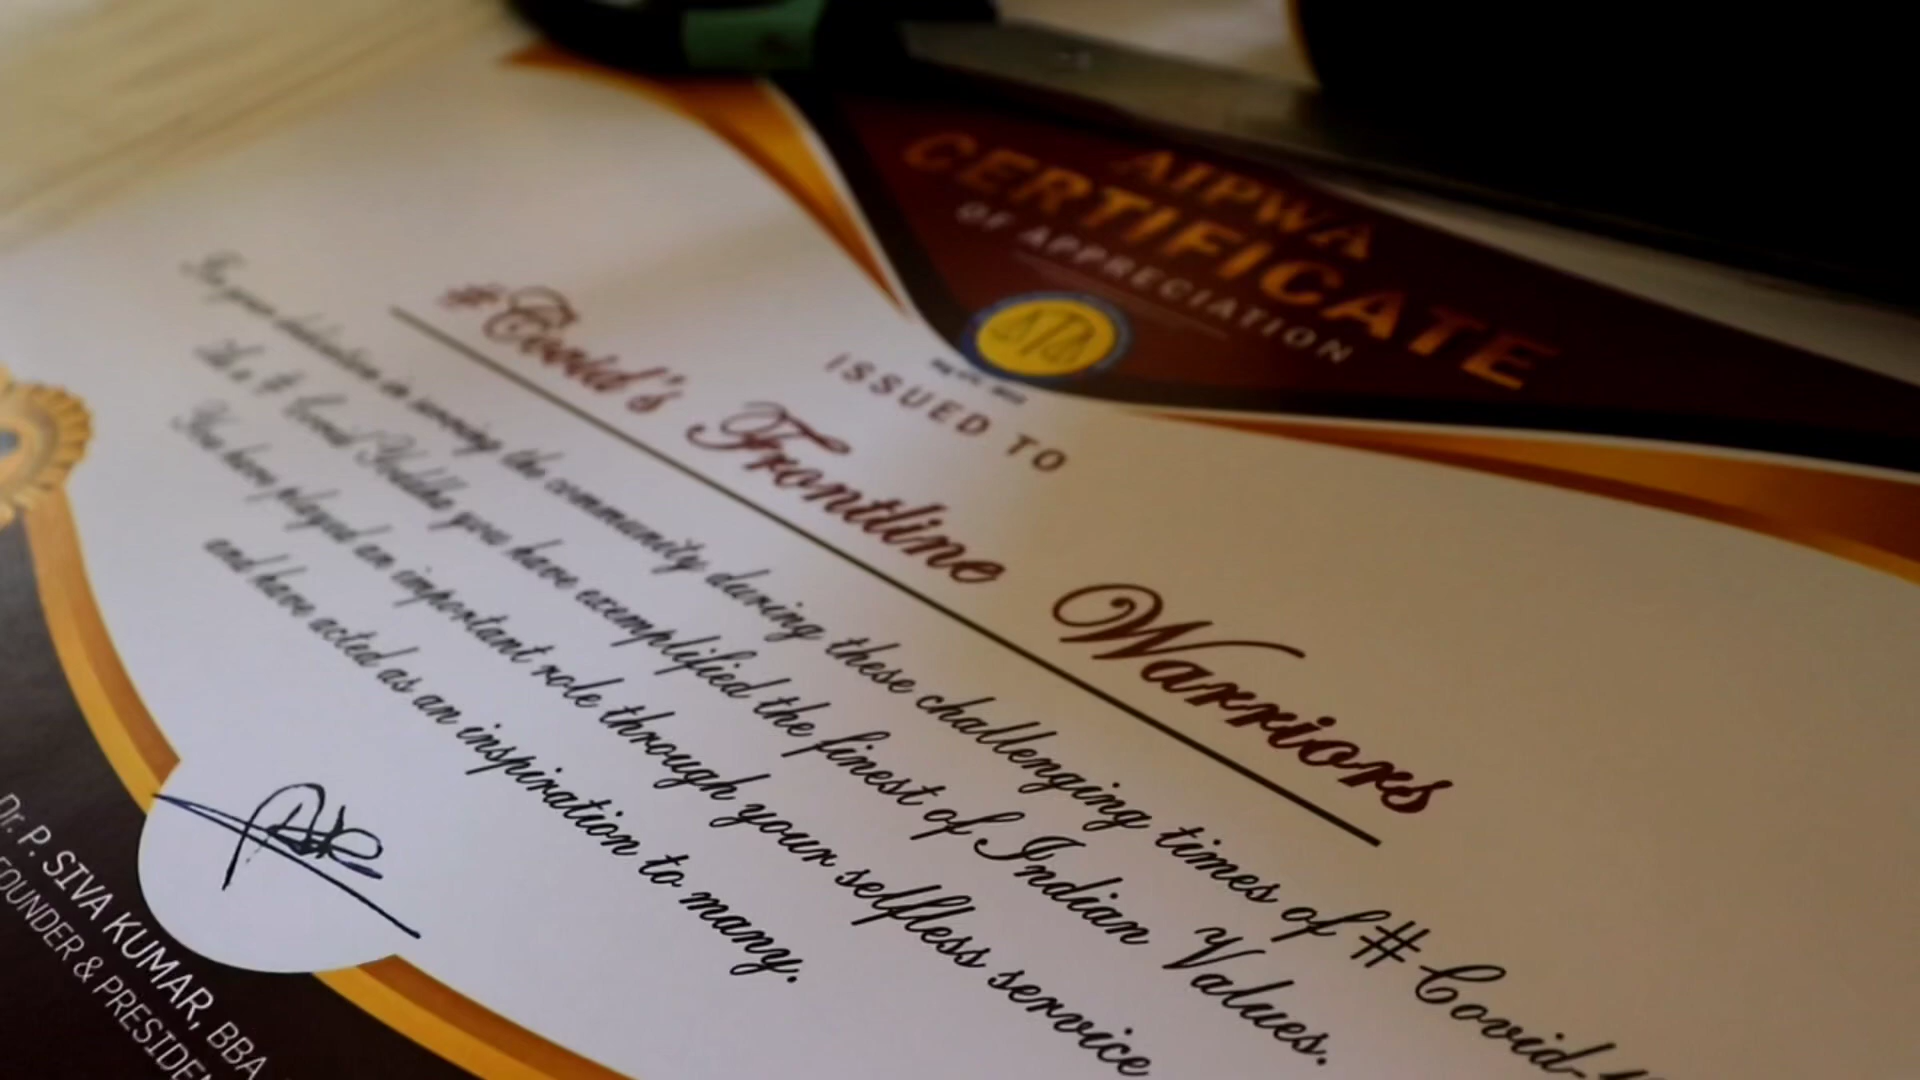 AIPWA
CERTIFICATE
OF APPRECIATION
ISSUED TO
#Covid's Frontline Warriors
For your dedication in serving the community during these challenging times of #Covid-1
you have exemplified the finest of Indian Values.
You have played an important role through your selfless service
and have acted as an inspiration to many.
Dr. P. SIVA KUMAR, BBA
FOUNDER & PRESIDEN